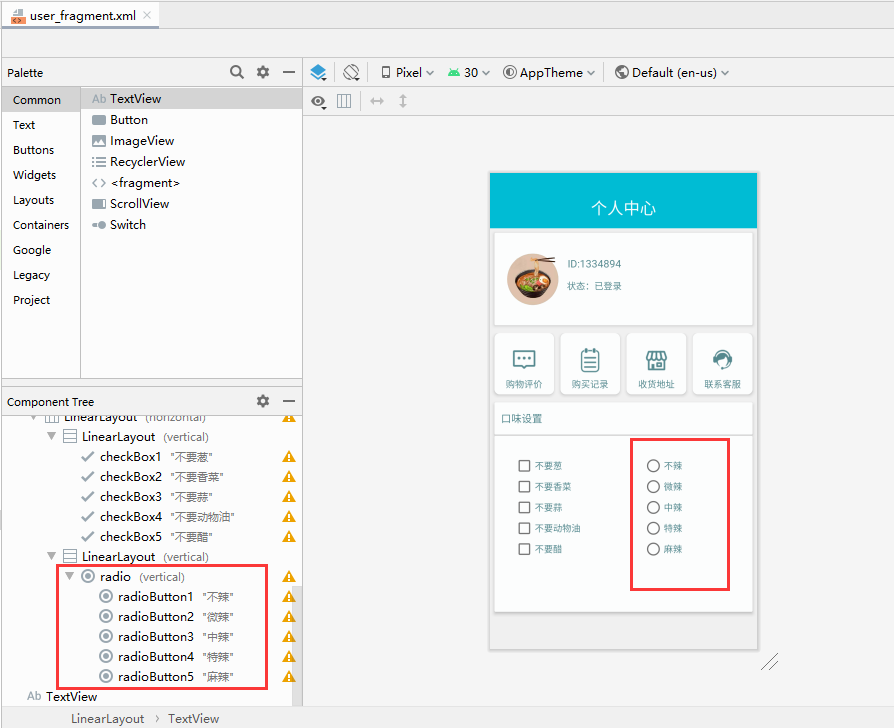 user_fragment.xml
Palette
Pixel
30
AppTheme
Default (en-us)
Common
Text
Buttons
Widgets
Layouts
Containers
Google
Legacy
Project
Ab TextView
Button
ImageView
RecyclerView
<fragment>
ScrollView
Switch
Component Tree
LinearLayout (horizontal)
LinearLayout (vertical)
checkBox1 "不要葱"
checkBox2 "不要香菜"
checkBox3 "不要蒜"
checkBox4 "不要动物油"
checkBox5 "不要醋"
LinearLayout (vertical)
radio (vertical)
radioButton1 "不辣"
radioButton2 "微辣"
radioButton3 "中辣"
radioButton4 "特辣"
radioButton5 "麻辣"
Ab TextView
LinearLayout › TextView
个人中心
ID:1334894
状态：已登录
购物评价
购买记录
收货地址
联系客服
口味设置
不要葱
不要香菜
不要蒜
不要动物油
不要醋
不辣
微辣
中辣
特辣
麻辣